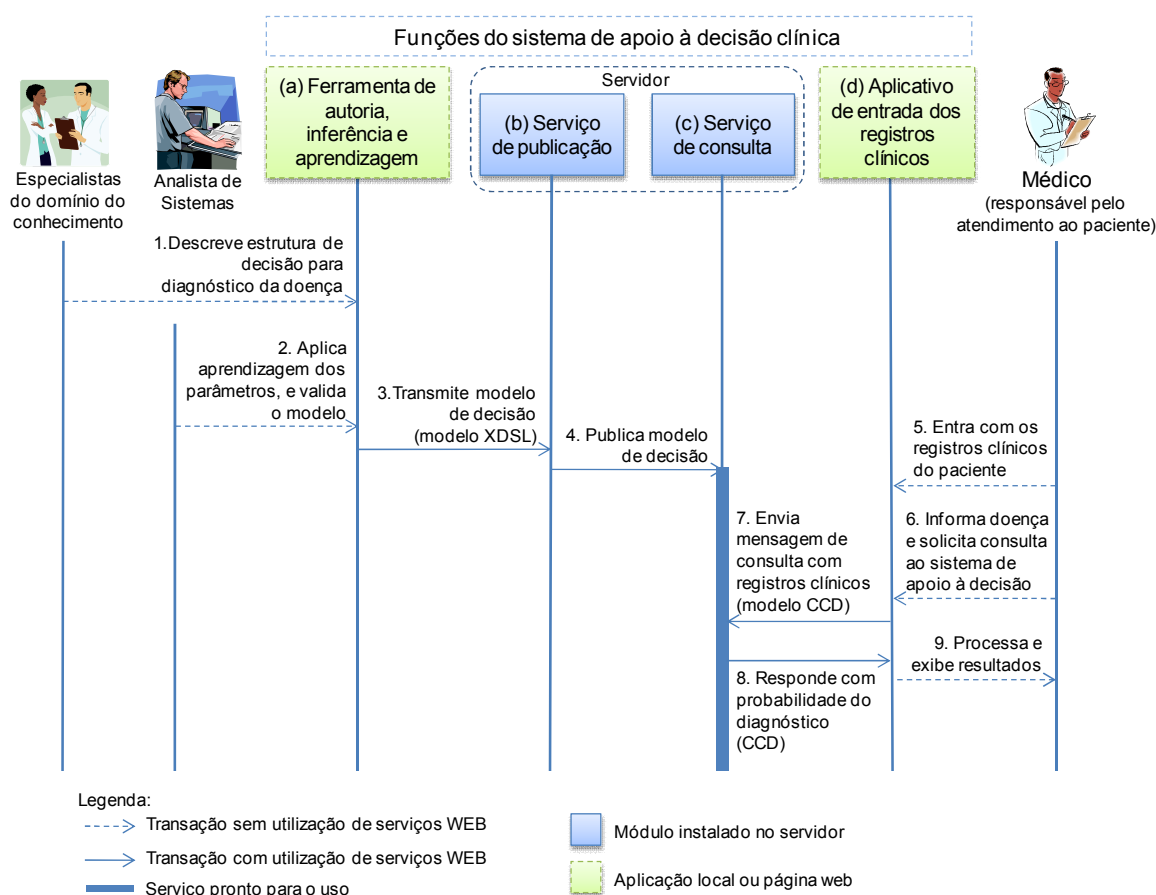 Funções do sistema de apoio à decisão clínica
Servidor
(a) Ferramenta de
autoria,
inferência e
aprendizagem
(b) Serviço
de publicação
(c) Serviço
de consulta
(d) Aplicativo
de entrada dos
registros
clínicos
Especialistas
do domínio do
conhecimento
Analista de
Sistemas
Médico
(responsável pelo
atendimento ao paciente)
1.Descreve estrutura de
decisão para
diagnóstico da doença
2. Aplica
aprendizagem dos
parâmetros, e valida
o modelo
3.Transmite modelo
de decisão
(modelo XDSL)
4. Publica modelo
de decisão
5. Entra com os
registros clínicos
do paciente
6. Informa doença
e solicita consulta
ao sistema de
apoio à decisão
7. Envia
mensagem de
consulta com
registros clínicos
(modelo CCD)
8. Responde com
probabilidade do
diagnóstico
(CCD)
9. Processa e
exibe resultados
Legenda:
Transação sem utilização de serviços WEB
Transação com utilização de serviços WEB
Serviço pronto para o uso
Módulo instalado no servidor
Aplicação local ou página web